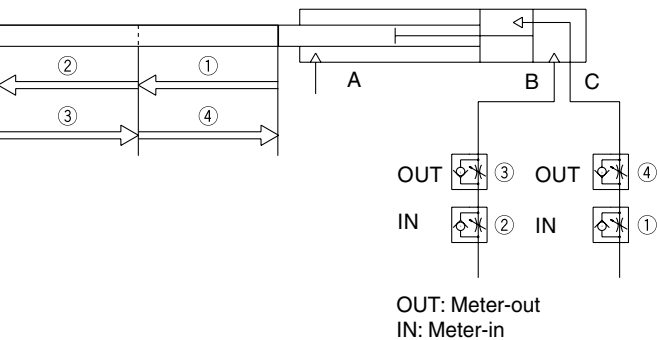 A B C
② ①
③ ④
OUT ③ OUT ④
IN ② IN ①
OUT: Meter-out
IN: Meter-in